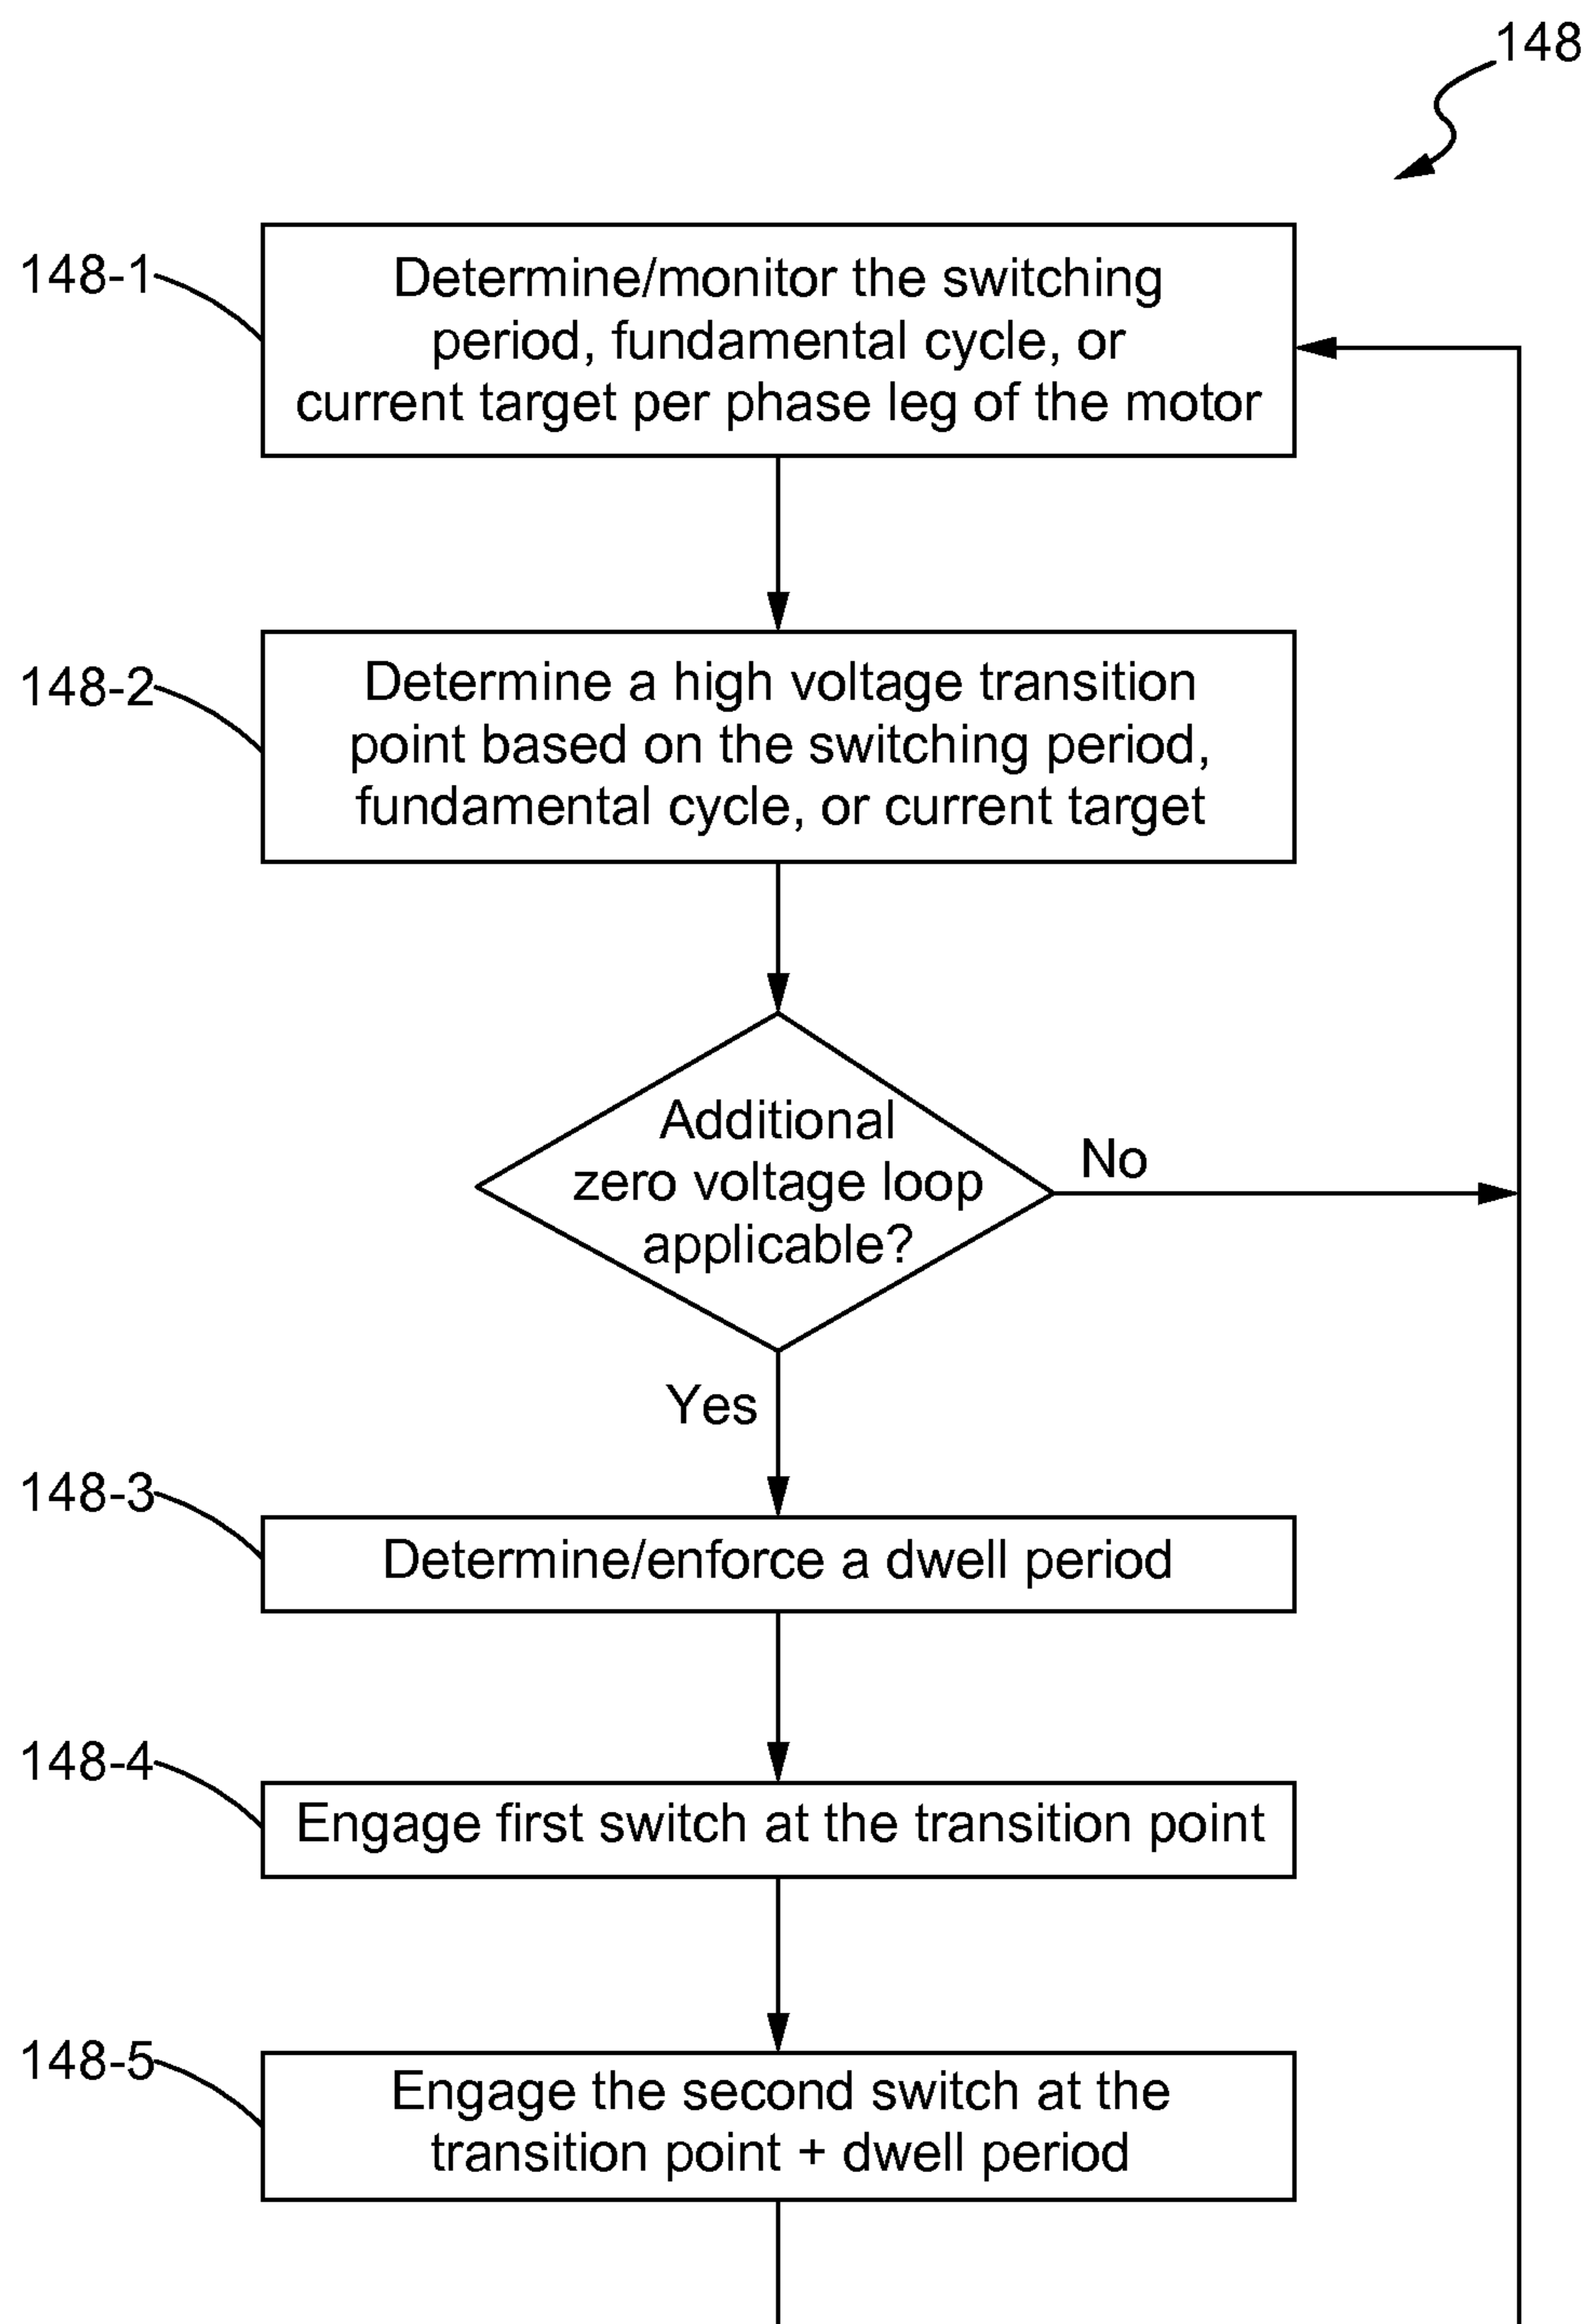 148
148-1
Determine/monitor the switching
period, fundamental cycle, or
current target per phase leg of the motor
148-2
Determine a high voltage transition
point based on the switching period,
fundamental cycle, or current target
Additional
zero voltage loop
applicable?
No
Yes
148-3
Determine/enforce a dwell period
148-4
Engage first switch at the transition point
148-5
Engage the second switch at the
transition point + dwell period